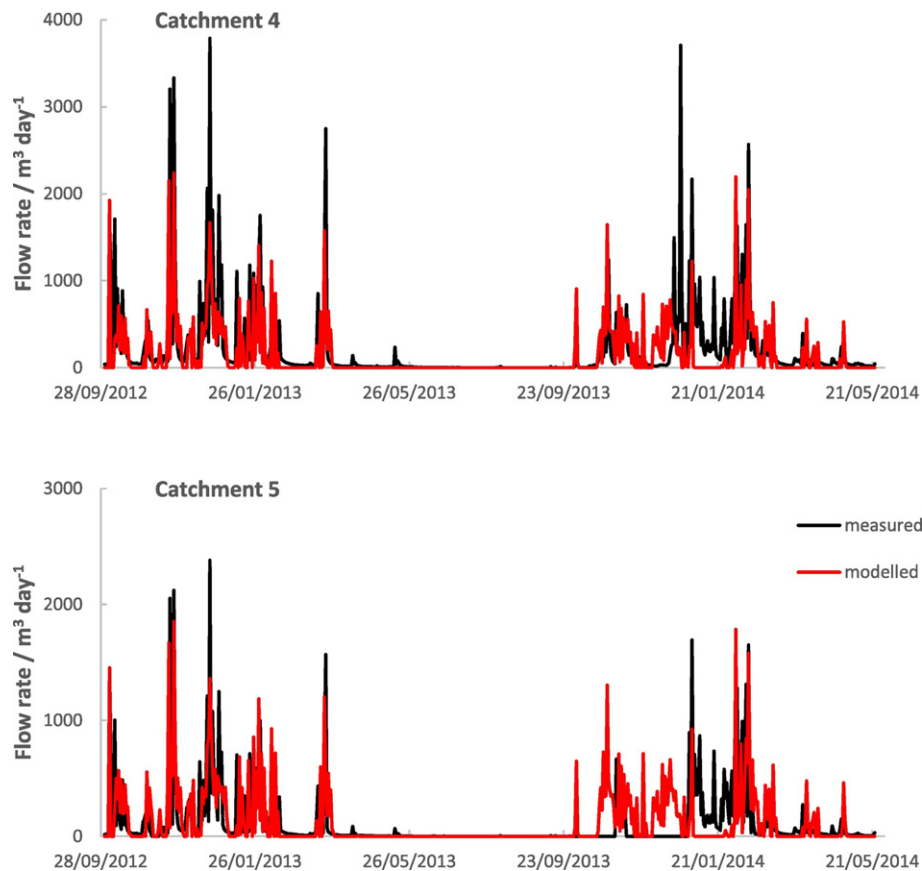 Catchment 4
Flow rate / m³ day⁻¹
4000
3000
2000
1000
0
28/09/2012 26/01/2013 26/05/2013 23/09/2013 21/01/2014 21/05/2014
Catchment 5
Flow rate / m³ day⁻¹
3000
2000
1000
0
28/09/2012 26/01/2013 26/05/2013 23/09/2013 21/01/2014 21/05/2014
measured
modelled